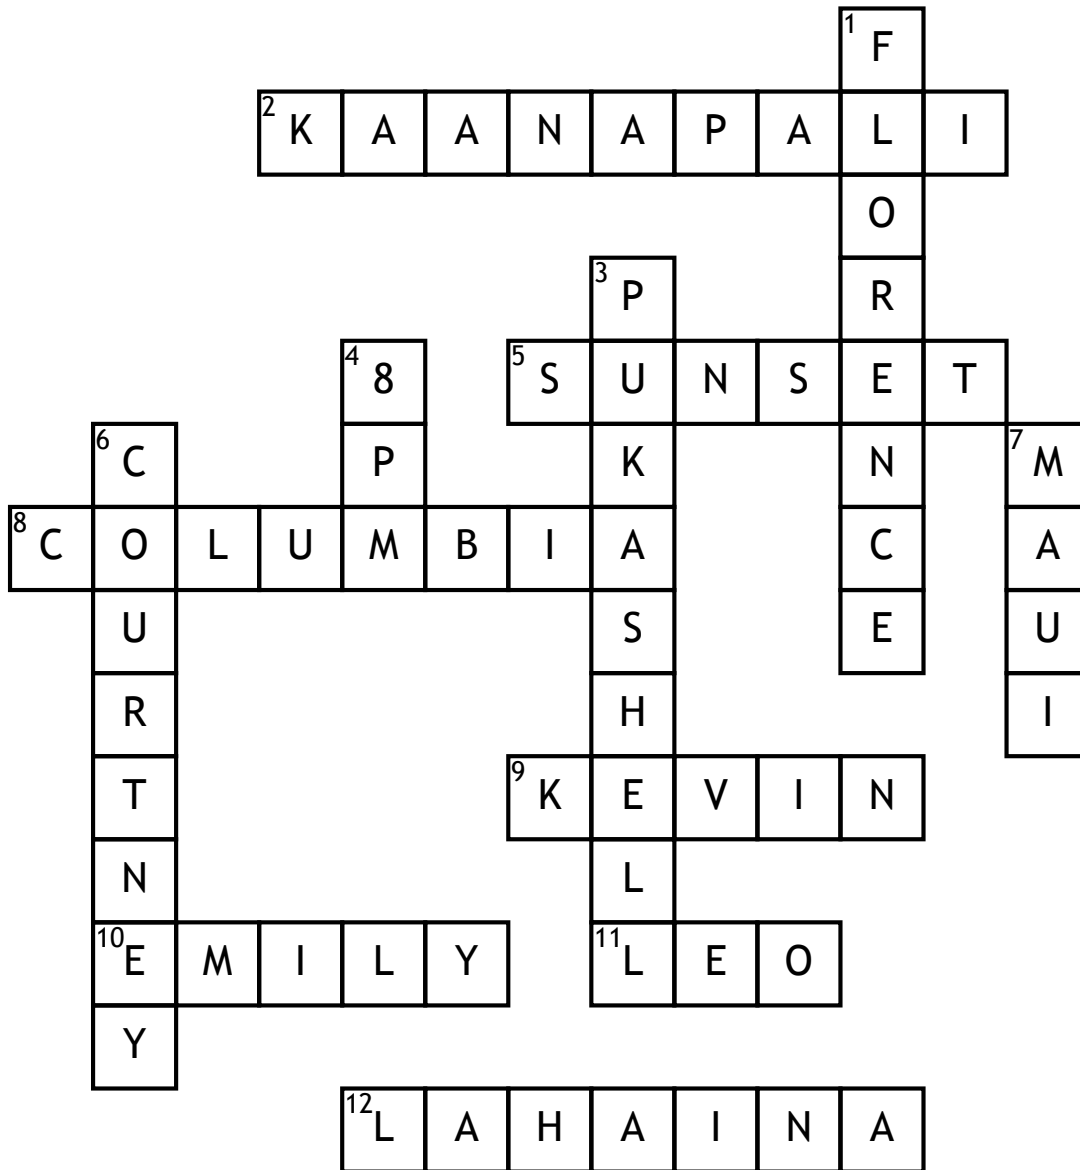 1 F
2 K A A N A P A L I
O
3 P R
4 8 5 S U N S E T
6 C P K N 7 M
8 C O L U M B I A C A
U S E U
R H I
T 9 K E V I N
N L
10 E M I L Y 11 L E O
Y
12 L A H A I N A